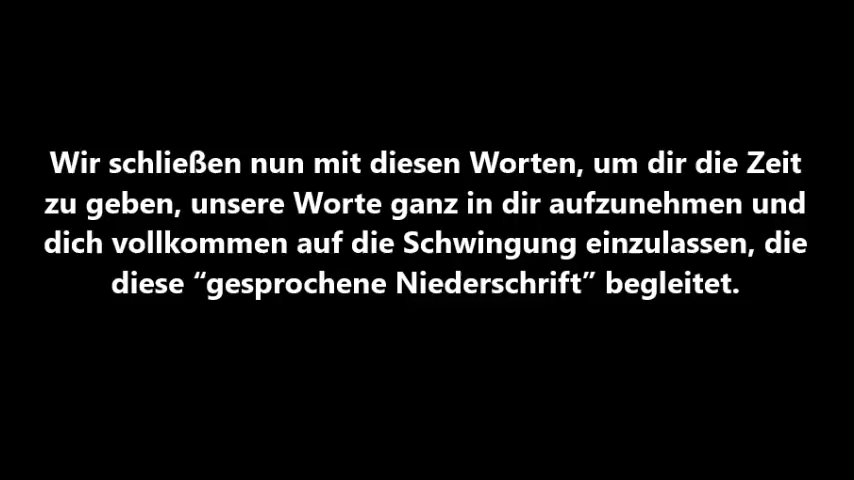 Wir schließen nun mit diesen Worten, um dir die Zeit
zu geben, unsere Worte ganz in dir aufzunehmen und
dich vollkommen auf die Schwingung einzulassen, die
diese “gesprochene Niederschrift” begleitet.